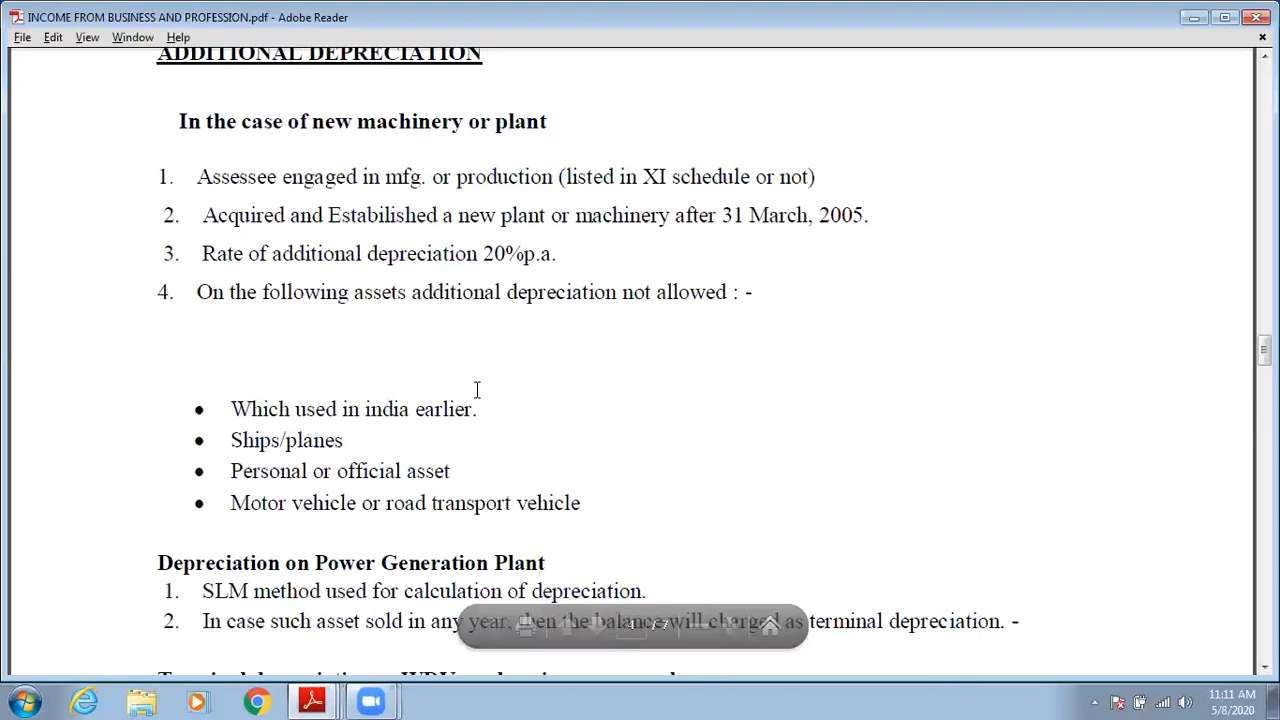 INCOME FROM BUSINESS AND PROFESSION.pdf - Adobe Reader
File Edit View Window Help
ADDITIONAL DEPRECIATION
In the case of new machinery or plant
1. Assessee engaged in mfg. or production (listed in XI schedule or not)
2. Acquired and Estabilished a new plant or machinery after 31 March, 2005.
3. Rate of additional depreciation 20%p.a.
4. On the following assets additional depreciation not allowed : -
• Which used in india earlier.
• Ships/planes
• Personal or official asset
• Motor vehicle or road transport vehicle
Depreciation on Power Generation Plant
1. SLM method used for calculation of depreciation.
2. In case such asset sold in any year, then the balance will charged as terminal depreciation. -
11:11 AM
5/8/2020